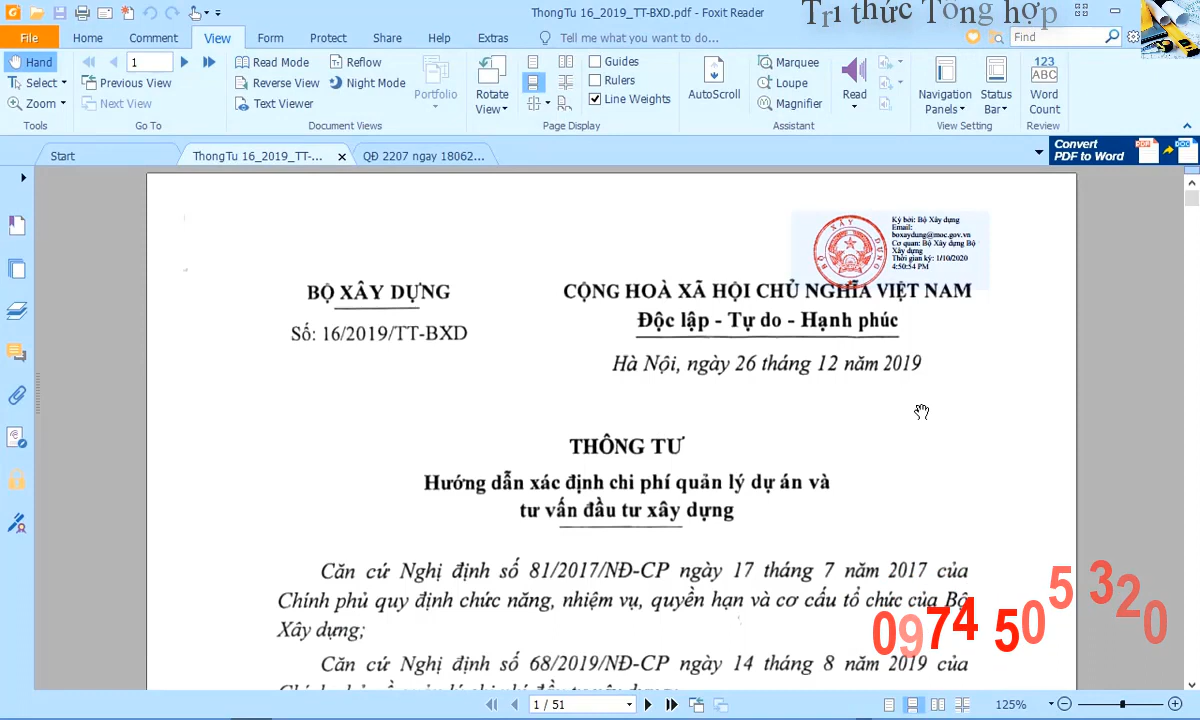 ThongTu 16_2019_TT-BXD.pdf - Foxit Reader
Tri thức Tổng hợp
File Home Comment View Form Protect Share Help Extras Tell me what you want to do... Find
Hand
Select
Zoom
Tools
1
Previous View
Next View
Go To
Read Mode
Reverse View
Text Viewer
Reflow
Night Mode
Portfolio
Document Views
Rotate View
Guides
Rulers
Line Weights
Page Display
AutoScroll
Marquee
Loupe
Magnifier
Read
Assistant
Navigation Panels
Status Bar
View Setting
123
ABC
Word Count
Review
Start
ThongTu 16_2019_TT-...
QĐ 2207 ngay 18062...
Convert
PDF to Word
PDF
DOC
BỘ XÂY DỰNG
Ký bởi: Bộ Xây dựng
Email:
boxaydung@moc.gov.vn
Cơ quan: Bộ Xây dựng Bộ
Xây dựng
Thời gian ký: 1/10/2020
4:50:54 PM
BỘ XÂY DỰNG
Số: 16/2019/TT-BXD
CỘNG HOÀ XÃ HỘI CHỦ NGHĨA VIỆT NAM
Độc lập - Tự do - Hạnh phúc
Hà Nội, ngày 26 tháng 12 năm 2019
THÔNG TƯ
Hướng dẫn xác định chi phí quản lý dự án và
tư vấn đầu tư xây dựng
Căn cứ Nghị định số 81/2017/NĐ-CP ngày 17 tháng 7 năm 2017 của
Chính phủ quy định chức năng, nhiệm vụ, quyền hạn và cơ cấu tổ chức của Bộ
Xây dựng;
Căn cứ Nghị định số 68/2019/NĐ-CP ngày 14 tháng 8 năm 2019 của
0974 505 320
1 / 51
125%